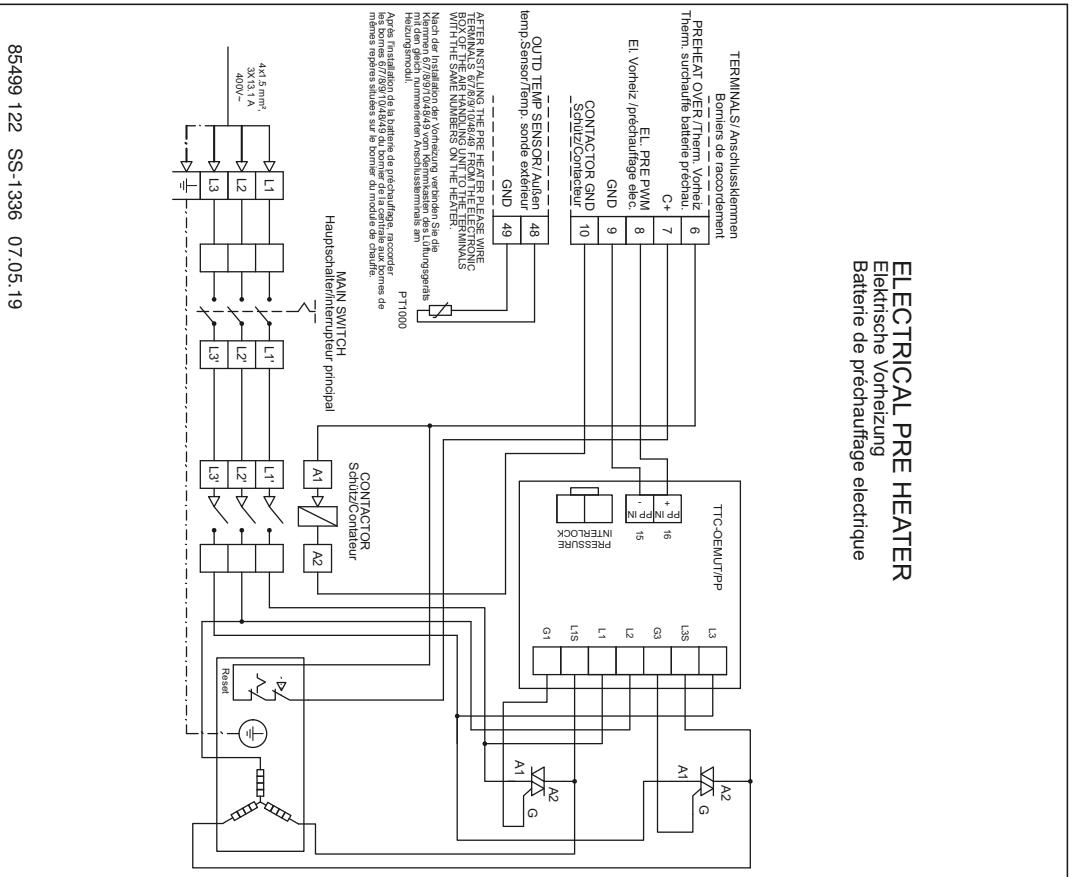 ELECTRICAL PRE HEATER
Elektrische Vorheizung
Batterie de préchauffage electrique
TERMINALS/ Anschlussklemmen
Borniers de raccordement
PREHEAT OVER /Therm. Vorheiz
Therm. surchauffe batterie préchau.
6
C+
7
EL. PRE PWM
El. Vorheiz /préchauffage elec.
8
GND
9
CONTACTOR GND
Schütz/Contacteur
10
OUTD TEMP SENSOR/ Außen
temp.Sensor/Temp. sonde extérieur
48
GND
49
AFTER INSTALLING THE PRE HEATER PLEASE WIRE
TERMINALS 6/7/8/9/10/48/49 FROM THE ELECTRONIC
BOX OF THE AIR HANDLING UNIT TO THE TERMINALS
WITH THE SAME NUMBERS ON THE HEATER.
Nach der Installation der Vorheizung verbinden Sie die
Klemmen 6/7/8/9/10/48/49 vom Klemmkasten des Lüftungsgeräts
mit den gleich nummerierten Anschlussterminals am
Heizungsmodul.
Après l'installation de la batterie de préchauffage, raccorder
les bornes 6/7/8/9/10/48/49 du bornier de la centrale aux bornes de
mêmes repères situées sur le bornier du module de chauffe.
PT1000
TTC-OEMUT/PP
+ PP IN 16
- PP IN 15
PRESSURE
INTERLOCK
L3
L3S
G3
L2
L1
L1S
G1
A1
A2
G
A1
A2
G
4x1.5 mm²,
3X13.1 A
400V~
L1
L2
L3
MAIN SWITCH
Hauptschalter/interrupteur principal
L1'
L2'
L3'
CONTACTOR
Schütz/Contateur
A1
A2
L1'
L2'
L3'
Reset
85499 122 SS-1336 07.05.19